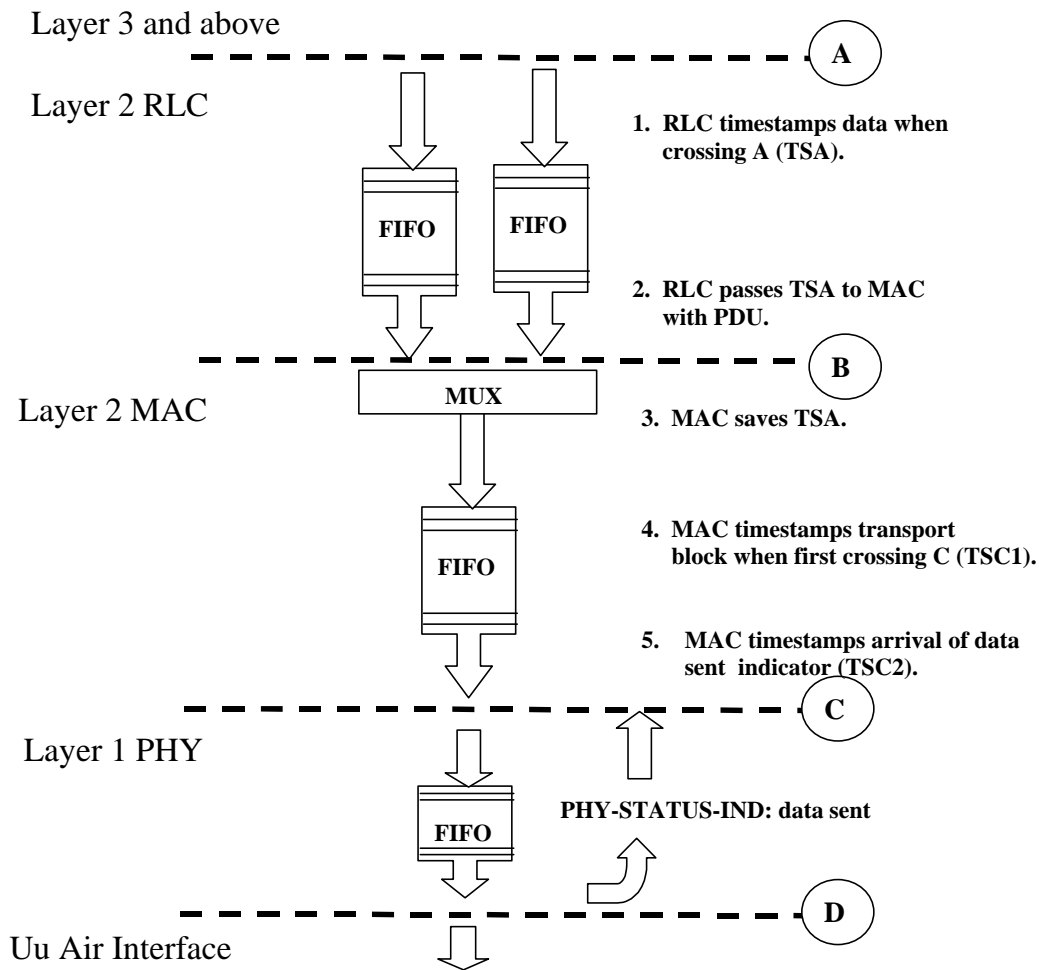 Layer 3 and above
A
Layer 2 RLC
1. RLC timestamps data when
crossing A (TSA).
FIFO
FIFO
2. RLC passes TSA to MAC
with PDU.
B
MUX
Layer 2 MAC
3. MAC saves TSA.
4. MAC timestamps transport
block when first crossing C (TSC1).
FIFO
5. MAC timestamps arrival of data
sent indicator (TSC2).
C
Layer 1 PHY
PHY-STATUS-IND: data sent
FIFO
D
Uu Air Interface